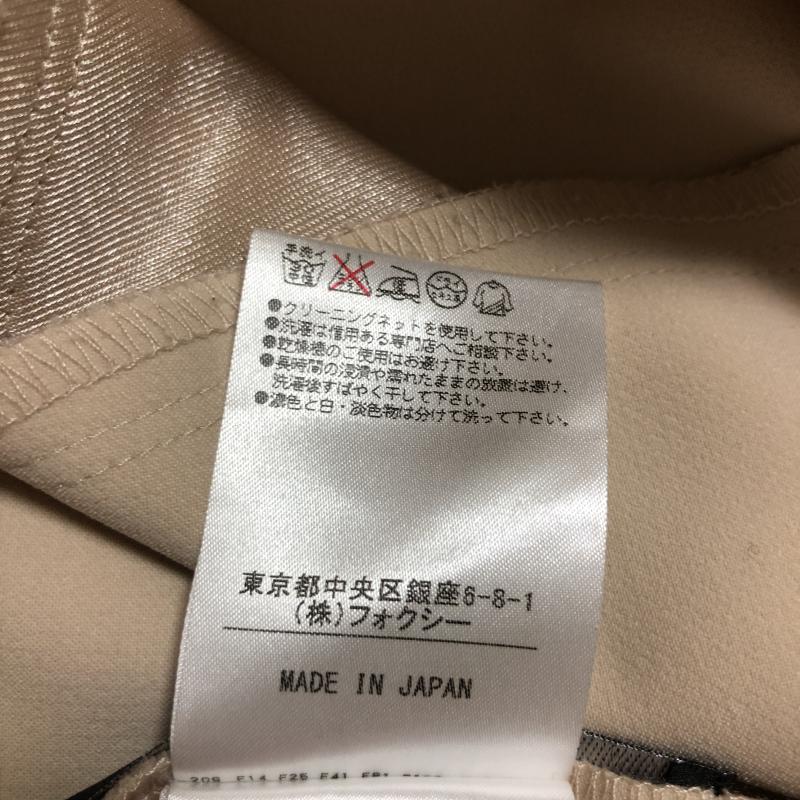 手洗イ
●クリーニングネットを使用して下さい。
●洗濯は信用ある専門店へご相談下さい。
●乾燥機のご使用はお避け下さい。
●長時間の浸漬や濡れたままの放置は避け、
洗濯後すばやく干して下さい。
●濃色と白・淡色物は分けて洗って下さい。
東京都中央区銀座6-8-1
(株)フォクシー
MADE IN JAPAN
209 F14 F25 F41